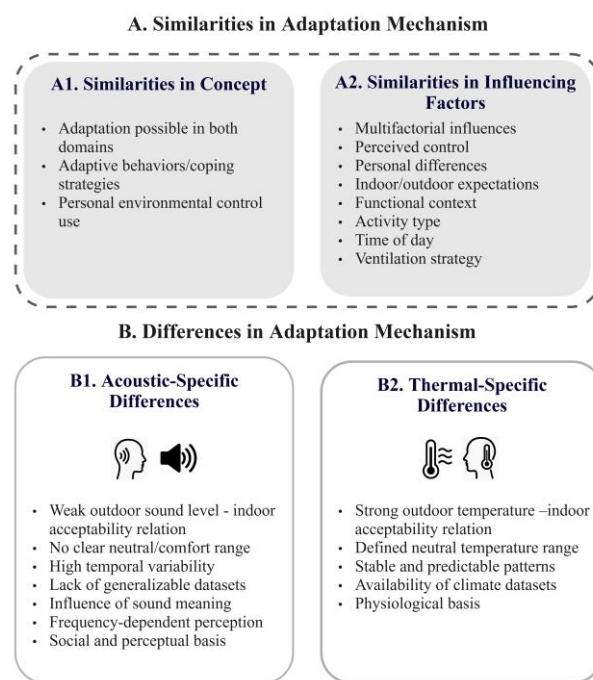 A. Similarities in Adaptation Mechanism
A1. Similarities in Concept
• Adaptation possible in both
domains
• Adaptive behaviors/coping
strategies
• Personal environmental control
use
A2. Similarities in Influencing
Factors
• Multifactorial influences
• Perceived control
• Personal differences
• Indoor/outdoor expectations
• Functional context
• Activity type
• Time of day
• Ventilation strategy
B. Differences in Adaptation Mechanism
B1. Acoustic-Specific
Differences
• Weak outdoor sound level - indoor
acceptability relation
• No clear neutral/comfort range
• High temporal variability
• Lack of generalizable datasets
• Influence of sound meaning
• Frequency-dependent perception
• Social and perceptual basis
B2. Thermal-Specific
Differences
• Strong outdoor temperature –indoor
acceptability relation
• Defined neutral temperature range
• Stable and predictable patterns
• Availability of climate datasets
• Physiological basis